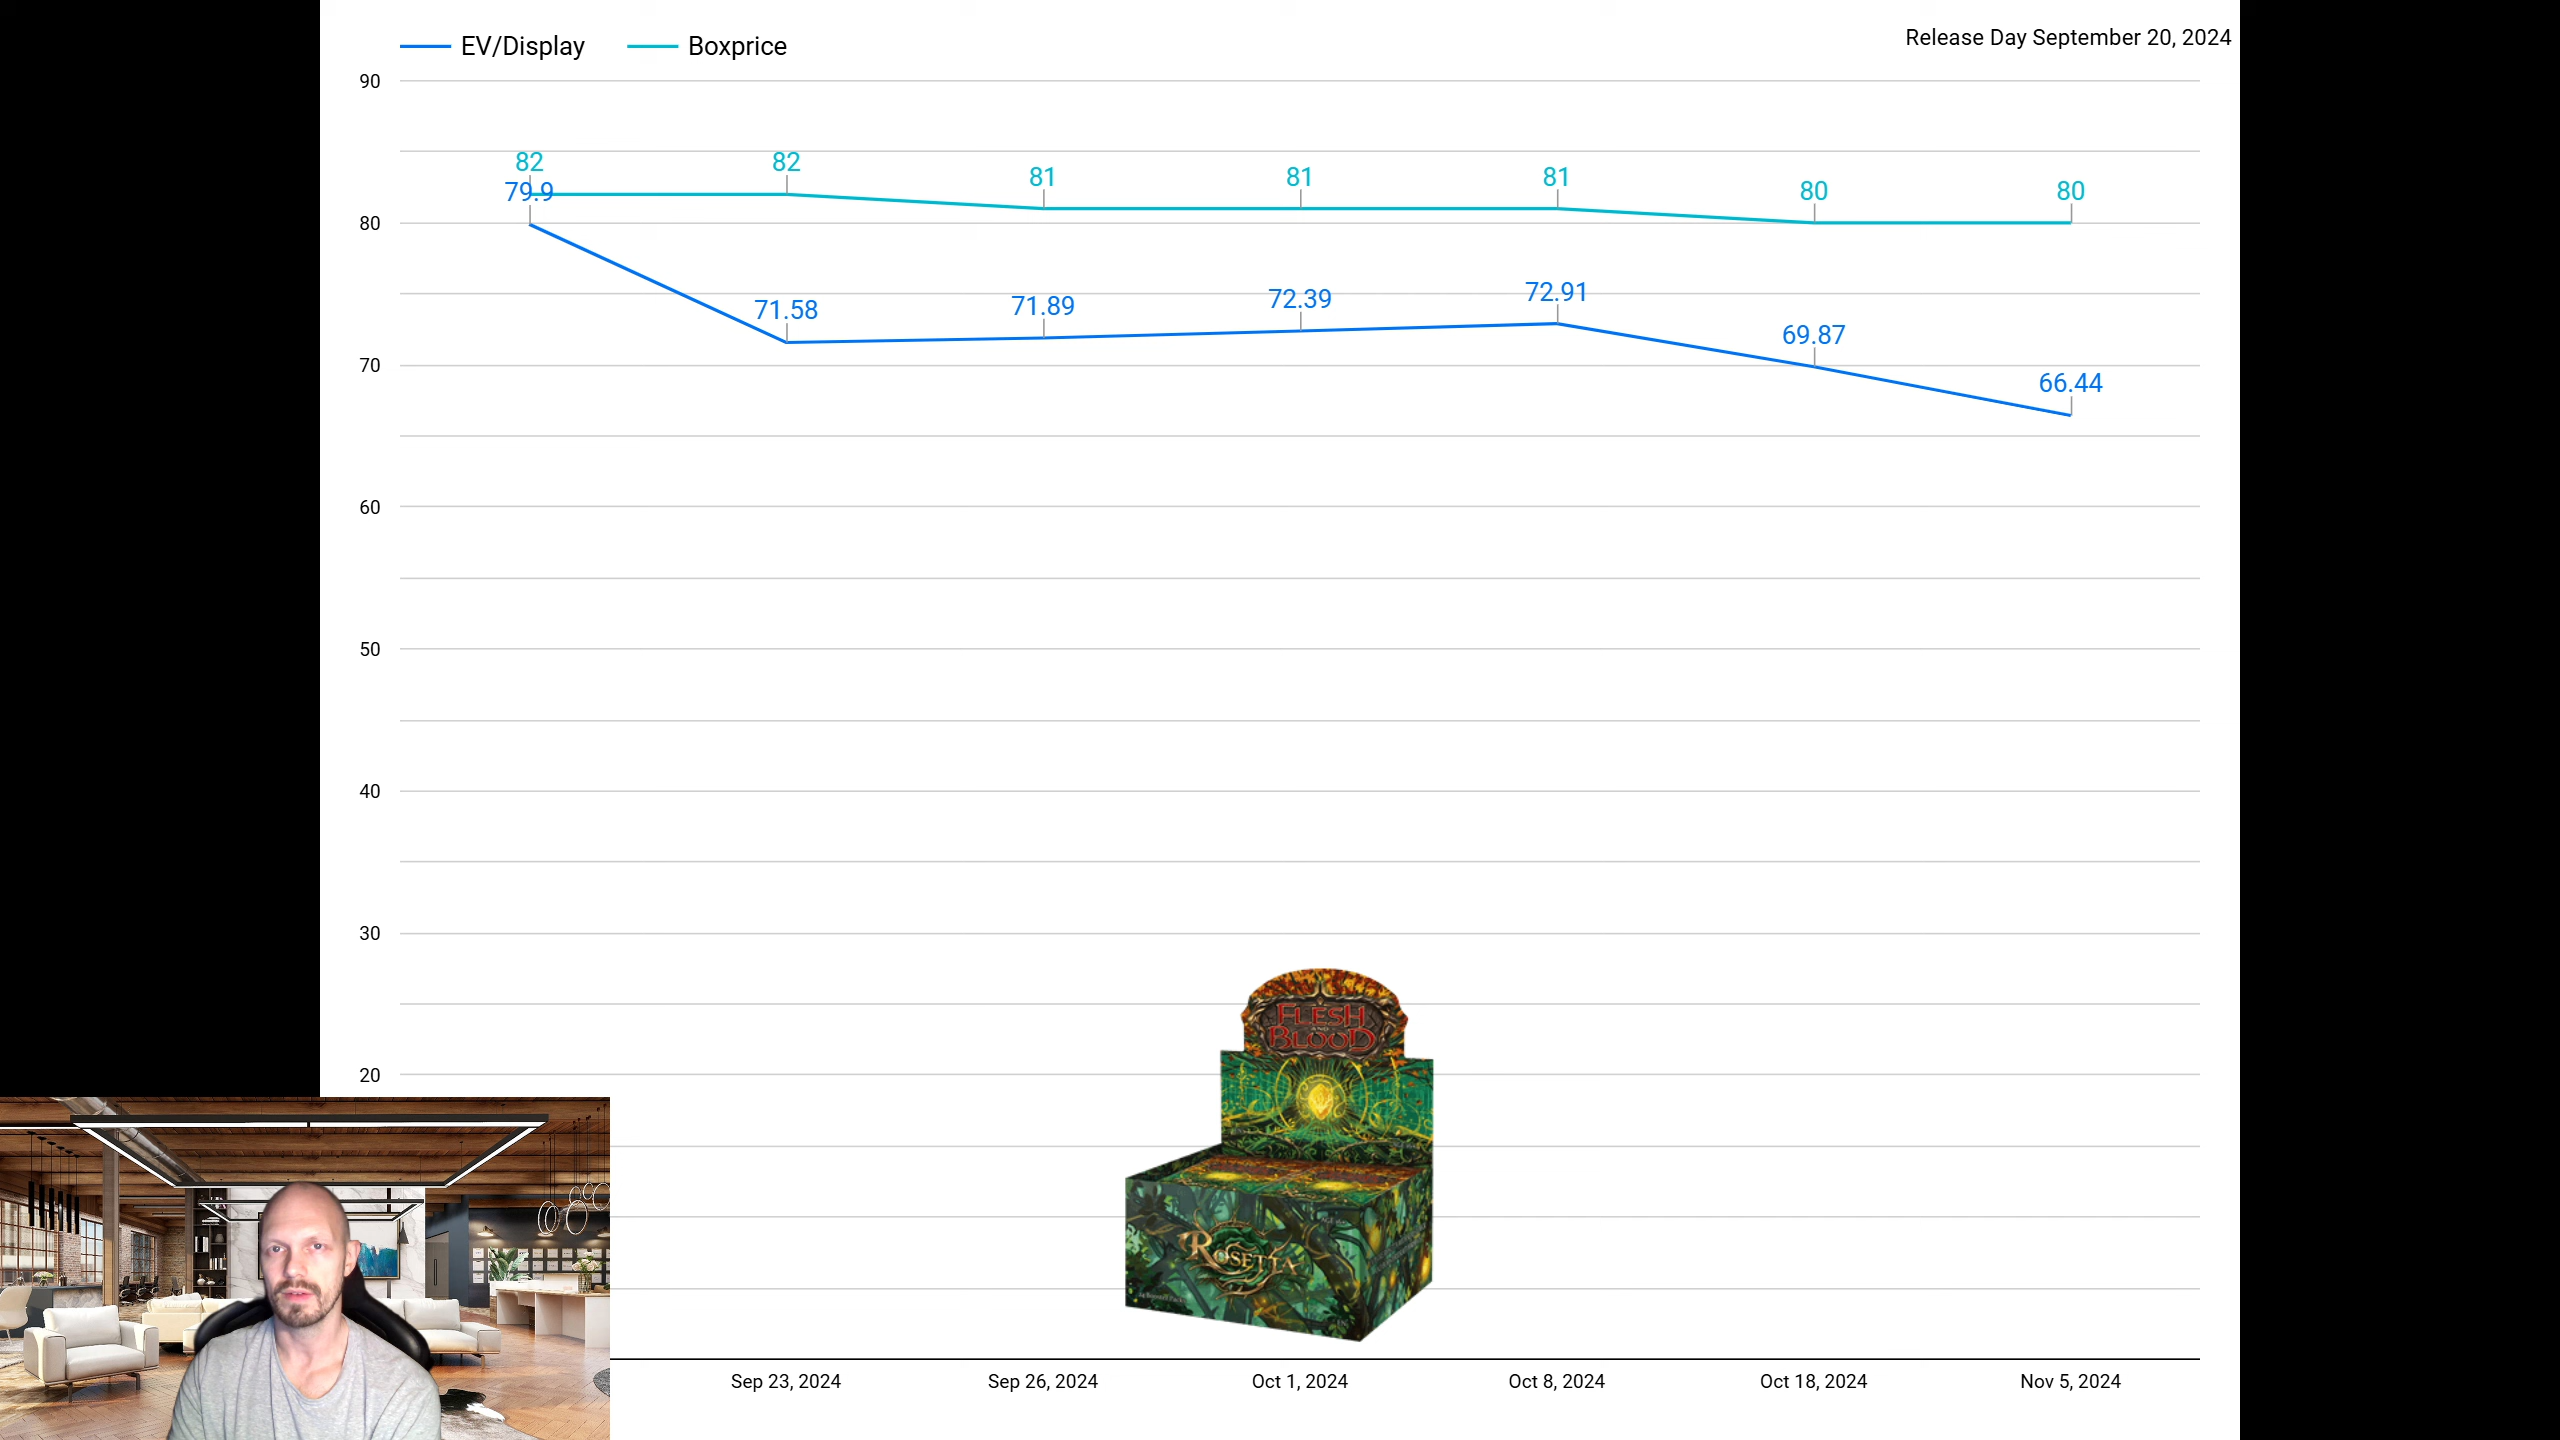 EV/Display
Boxprice
Release Day September 20, 2024
90
82
82
81
81
81
80
80
79.9
80
71.58
71.89
72.39
72.91
69.87
66.44
70
60
50
40
30
20
FLESH
AND
BLOOD
ROSETTA
Sep 23, 2024
Sep 26, 2024
Oct 1, 2024
Oct 8, 2024
Oct 18, 2024
Nov 5, 2024